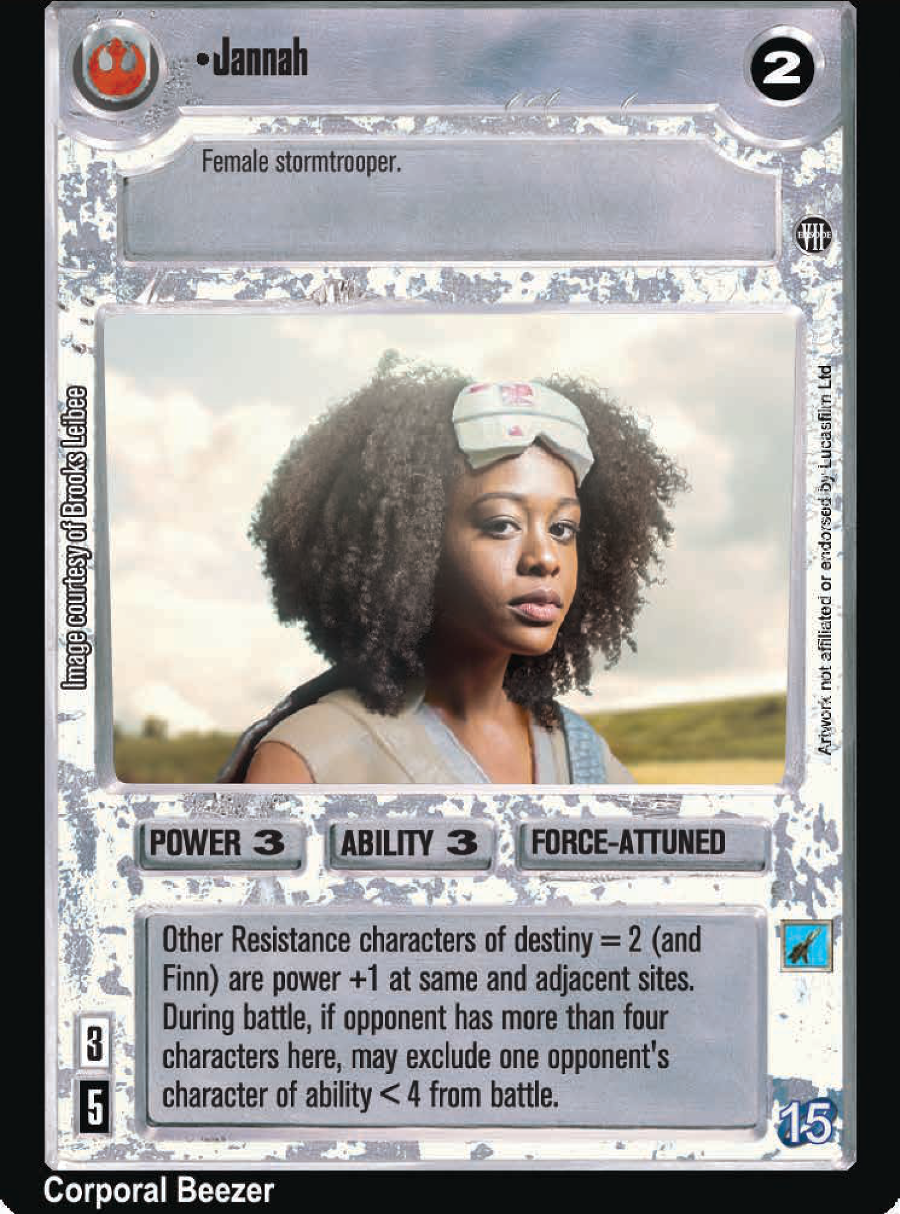 •Jannah
2
Female stormtrooper.
EPISODE
VII
Image courtesy of Brooks Leibee
Artwork not affiliated or endorsed by Lucasfilm Ltd
POWER 3
ABILITY 3
FORCE-ATTUNED
Other Resistance characters of destiny = 2 (and
Finn) are power +1 at same and adjacent sites.
During battle, if opponent has more than four
characters here, may exclude one opponent's
character of ability < 4 from battle.
3
5
15
Corporal Beezer